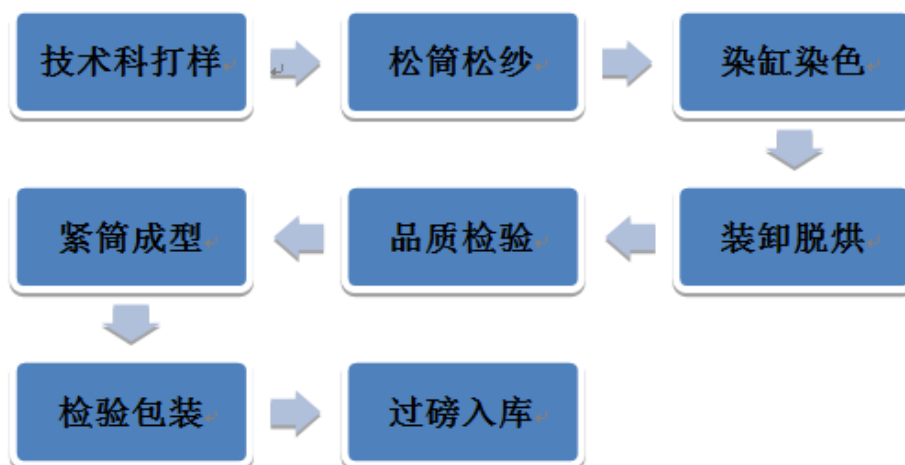 技术科打样
松筒松纱
染缸染色
装卸脱烘
品质检验
紧筒成型
检验包装
过磅入库